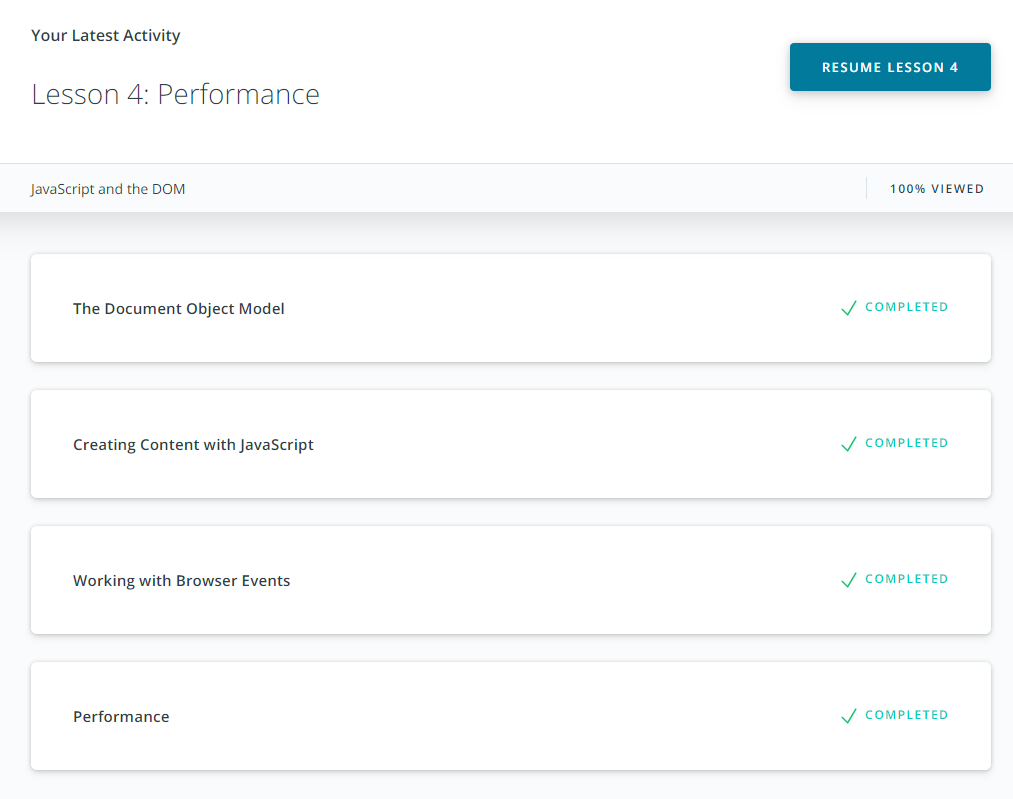 Your Latest Activity
RESUME LESSON 4
Lesson 4: Performance
JavaScript and the DOM
100% VIEWED
The Document Object Model
COMPLETED
Creating Content with JavaScript
COMPLETED
Working with Browser Events
COMPLETED
Performance
COMPLETED